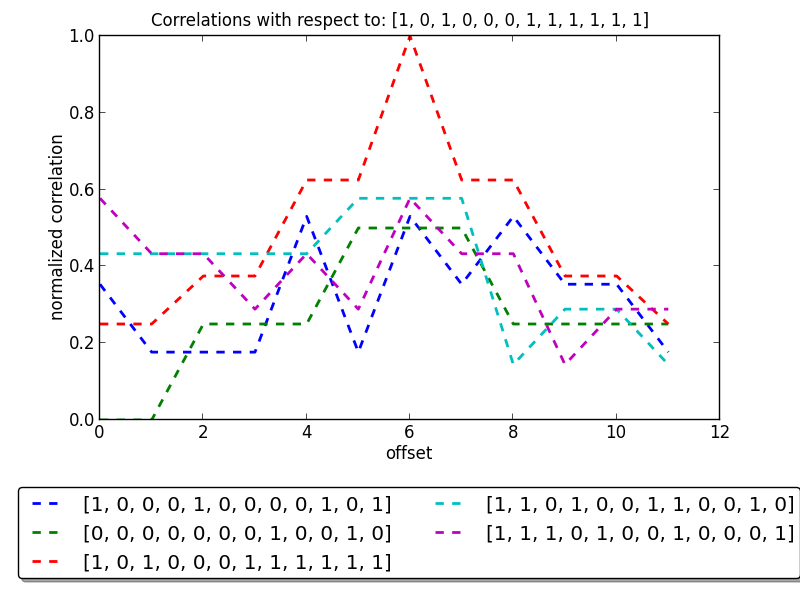 Correlations with respect to: [1, 0, 1, 0, 0, 0, 1, 1, 1, 1, 1, 1]
1.0
0.8
0.6
0.4
0.2
0.0
normalized correlation
0 2 4 6 8 10 12
offset
[1, 0, 0, 0, 1, 0, 0, 0, 0, 1, 0, 1]
[0, 0, 0, 0, 0, 0, 0, 1, 0, 0, 1, 0]
[1, 0, 1, 0, 0, 0, 1, 1, 1, 1, 1, 1]
[1, 1, 0, 1, 0, 0, 1, 1, 0, 0, 1, 0]
[1, 1, 1, 0, 1, 0, 0, 1, 0, 0, 0, 1]